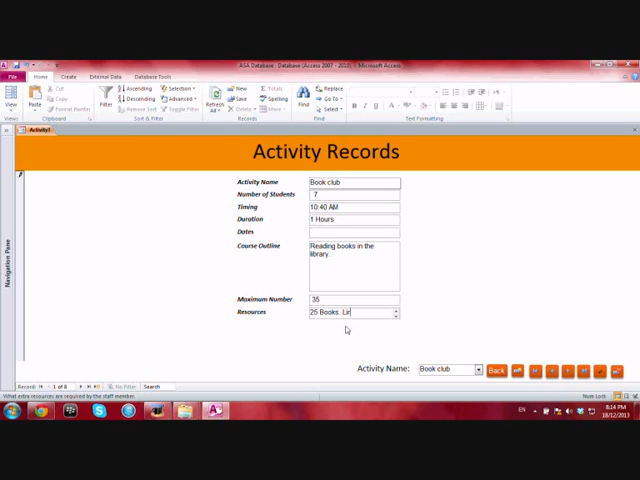 ASA Database : Database (Access 2007 - 2010) - Microsoft Access
File Home Create External Data Database Tools
View Paste Cut Copy Format Painter Filter Ascending Descending Selection Advanced Toggle Filter Refresh All New Save Delete Totals Spelling More Find Replace Go To Select
Views Clipboard Sort & Filter Records Find Text Formatting
Activity1
Activity Records
Navigation Pane
Activity Name Book club
Number of Students 7
Timing 10:40 AM
Duration 1 Hours
Dates
Course Outline Reading books in the
library.
Maximum Number 35
Resources 25 Books. Lir
Activity Name: Book club Back
Record: 1 of 8 No Filter Search
What extra resources are required by the staff member. Num Lock
EN 8:14 PM
18/12/2013